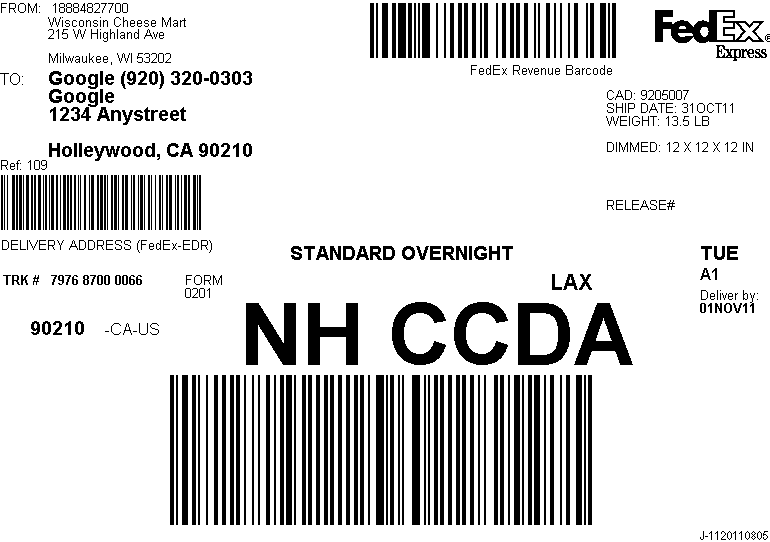 FROM: 18884827700
Wisconsin Cheese Mart
215 W Highland Ave
Milwaukee, WI 53202
FedEx® Express
FedEx Revenue Barcode
TO: Google (920) 320-0303
Google
1234 Anystreet
Holleywood, CA 90210
CAD: 9205007
SHIP DATE: 31OCT11
WEIGHT: 13.5 LB
DIMMED: 12 X 12 X 12 IN
Ref: 109
RELEASE#
DELIVERY ADDRESS (FedEx-EDR)
STANDARD OVERNIGHT
TUE
A1
Deliver by:
01NOV11
TRK # 7976 8700 0066
FORM
0201
LAX
90210 -CA-US
NH CCDA
J-1120110805